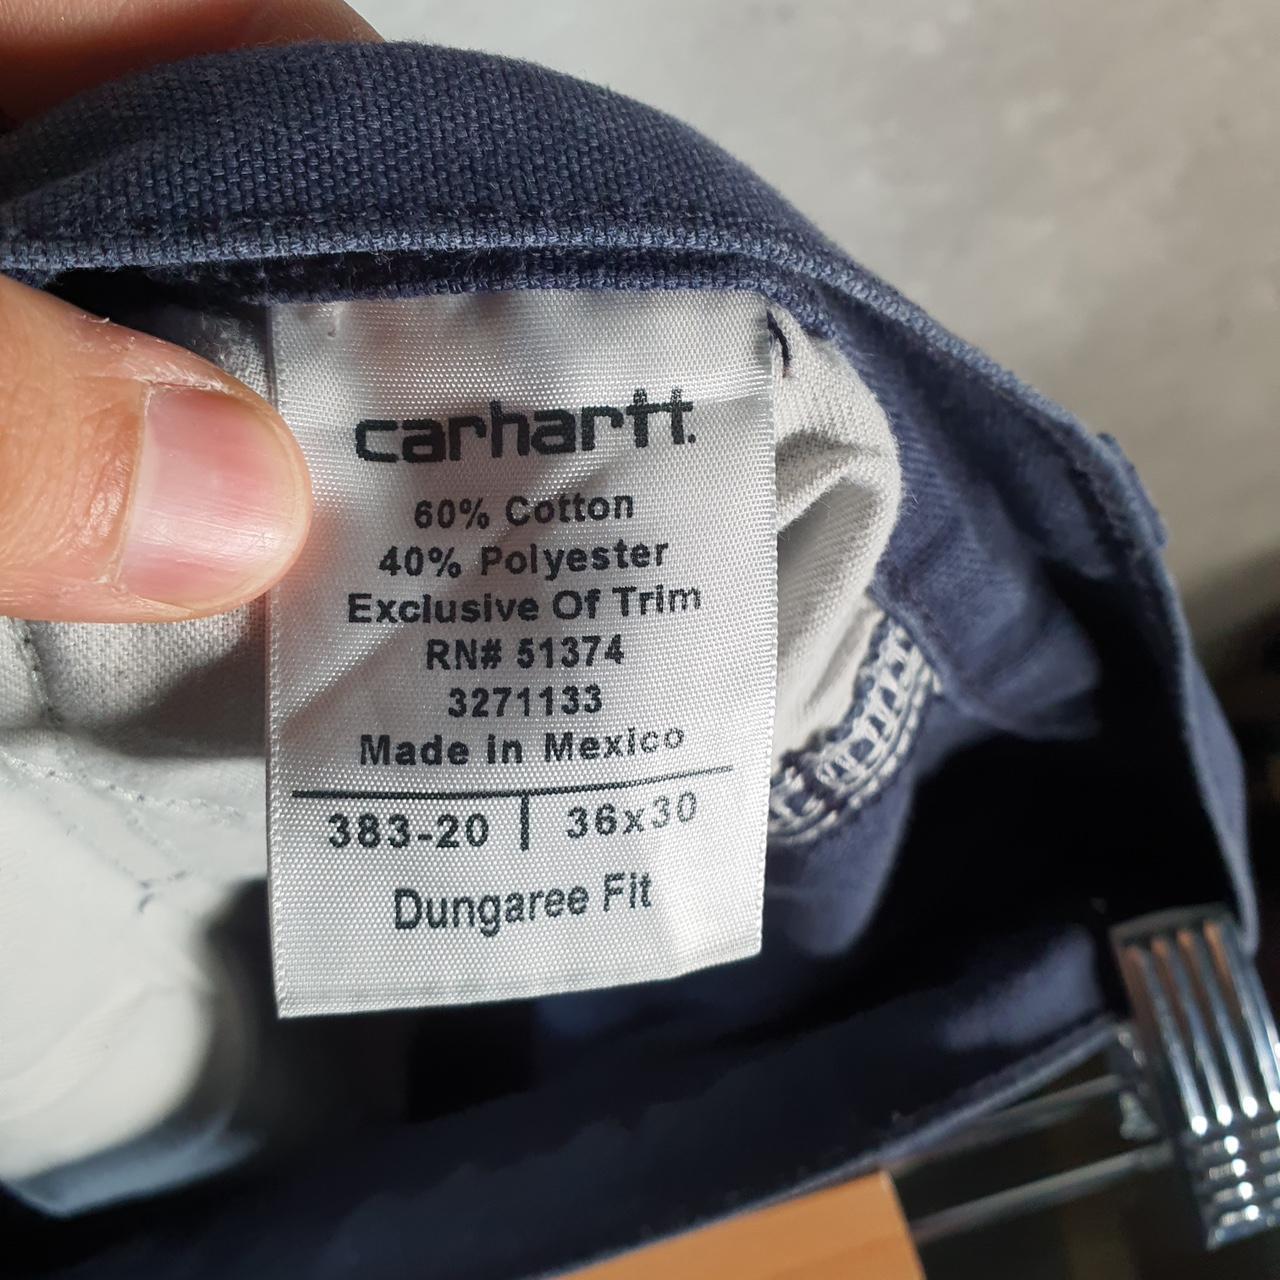 carhartt.
60% Cotton
40% Polyester
Exclusive Of Trim
RN# 51374
3271133
Made in Mexico
383-20 | 36x30
Dungaree Fit